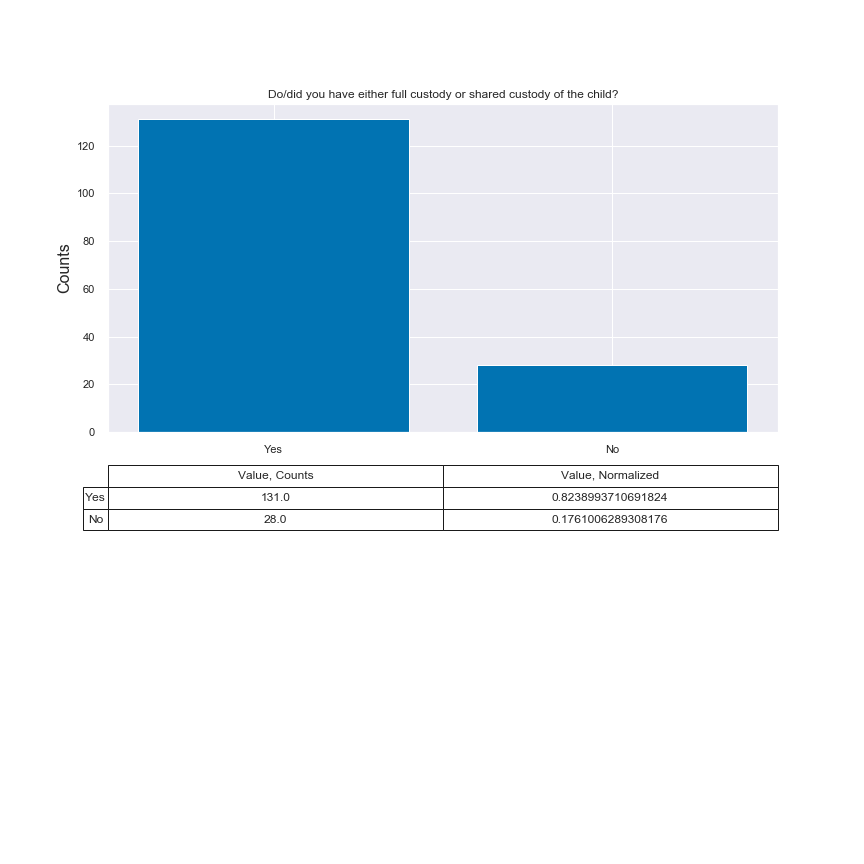 Do/did you have either full custody or shared custody of the child?
120
100
80
60
40
20
0
Counts
Yes No
Value, Counts Value, Normalized
Yes 131.0 0.8238993710691824
No 28.0 0.1761006289308176